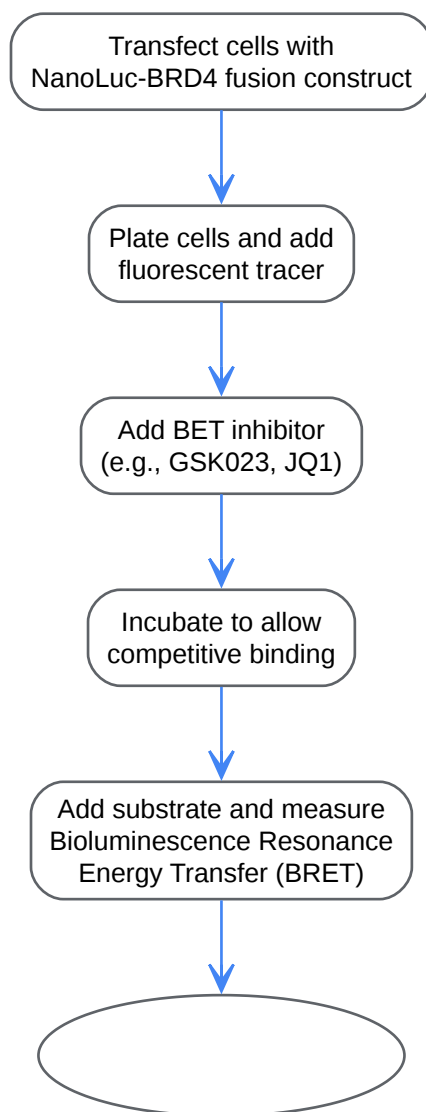 Transfect cells with
NanoLuc-BRD4 fusion construct
Plate cells and add
fluorescent tracer
Add BET inhibitor
(e.g., GSK023, JQ1)
Incubate to allow
competitive binding
Add substrate and measure
Bioluminescence Resonance
Energy Transfer (BRET)